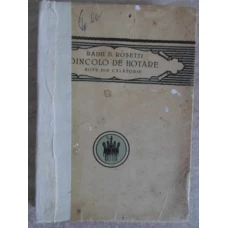 RADU D. ROSETTI
DINCOLO DE HOTARE
NOTE DIN CĂLĂTORIE